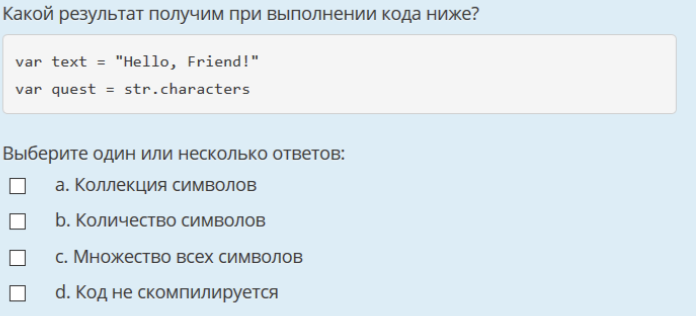 Какой результат получим при выполнении кода ниже?
var text = "Hello, Friend!"
var quest = str.characters
Выберите один или несколько ответов:
a. Коллекция символов
b. Количество символов
c. Множество всех символов
d. Код не скомпилируется